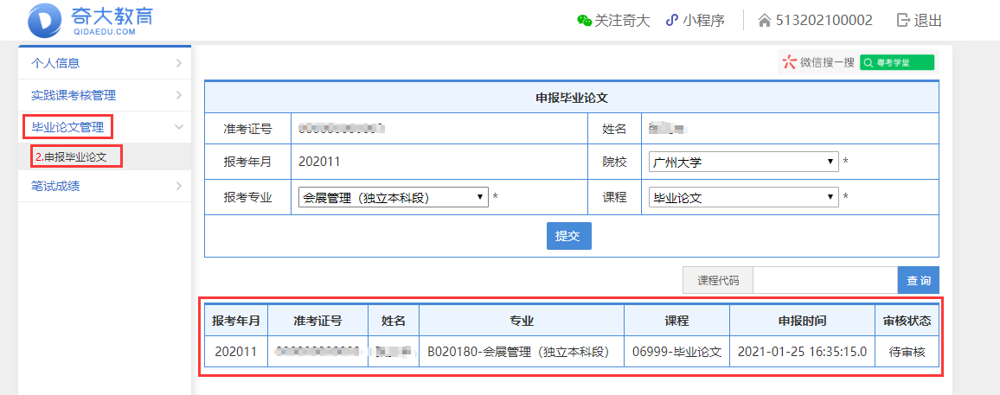 奇大教育
QIDAEDU.COM
关注奇大 小程序 513202100002 退出
个人信息
实践课考核管理
毕业论文管理
2.申报毕业论文
笔试成绩
微信搜一搜 粤考学堂
申报毕业论文
准考证号 姓名
报考年月 202011 院校 广州大学 *
报考专业 会展管理（独立本科段） * 课程 毕业论文 *
提交
课程代码 查 询
报考年月 准考证号 姓名 专业 课程 申报时间 审核状态
202011 B020180-会展管理（独立本科段） 06999-毕业论文 2021-01-25 16:35:15.0 待审核